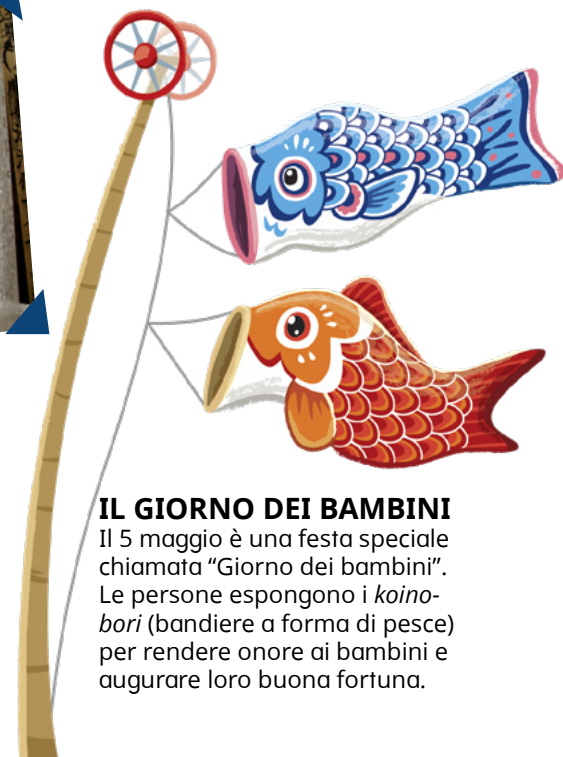 IL GIORNO DEI BAMBINI
Il 5 maggio è una festa speciale
chiamata “Giorno dei bambini”.
Le persone espongono i koino-
bori (bandiere a forma di pesce)
per rendere onore ai bambini e
augurare loro buona fortuna.